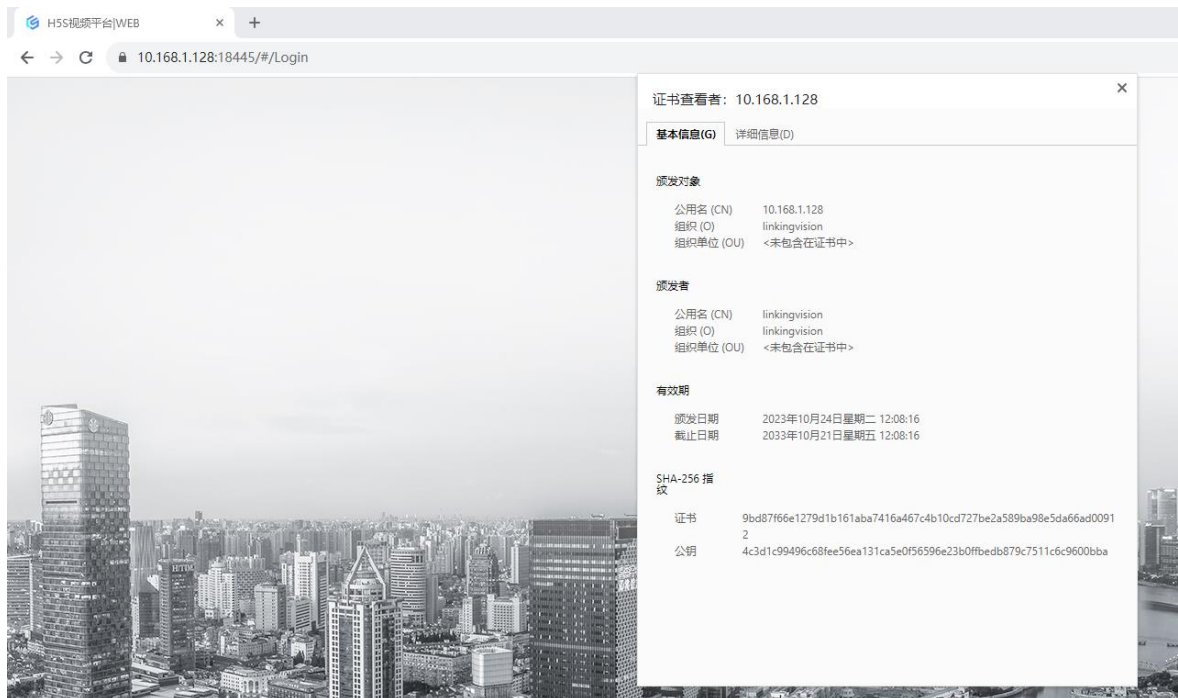 H5S视频平台|WEB
10.168.1.128:18445/#/Login
证书查看者：10.168.1.128
基本信息(G) 详细信息(D)
颁发对象
公用名 (CN) 10.168.1.128
组织 (O) linkingvision
组织单位 (OU) <未包含在证书中>
颁发者
公用名 (CN) linkingvision
组织 (O) linkingvision
组织单位 (OU) <未包含在证书中>
有效期
颁发日期 2023年10月24日星期二 12:08:16
截止日期 2033年10月21日星期五 12:08:16
SHA-256 指
纹
证书 9bd87f66e1279d1b161aba7416a467c4b10cd727be2a589ba98e5da66ad0091
2
公钥 4c3d1c99496c68fee56ea131ca5e0f56596e23b0ffbedb879c7511c6c9600bba